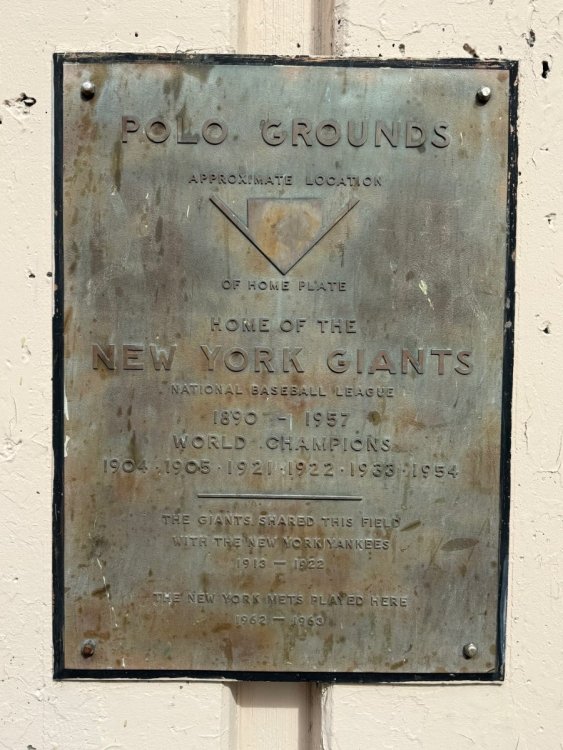 POLO GROUNDS
APPROXIMATE LOCATION
OF HOME PLATE
HOME OF THE
NEW YORK GIANTS
NATIONAL BASEBALL LEAGUE
1890 - 1957
WORLD CHAMPIONS
1904 · 1905 · 1921 · 1922 · 1933 · 1954
THE GIANTS SHARED THIS FIELD
WITH THE NEW YORK YANKEES
1913 — 1922
THE NEW YORK METS PLAYED HERE
1962 — 1963